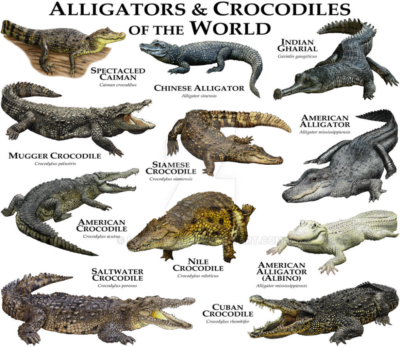 ALLIGATORS & CROCODILES
OF THE WORLD
SPECTACLED
CAIMAN
Caiman crocodilus
CHINESE ALLIGATOR
Alligator sinensis
INDIAN
GHARIAL
Gavialis gangeticus
MUGGER CROCODILE
Crocodylus palustris
SIAMESE
CROCODILE
Crocodylus siamensis
AMERICAN
ALLIGATOR
Alligator mississippiensis
AMERICAN
CROCODILE
Crocodylus acutus
NILE
CROCODILE
Crocodylus niloticus
AMERICAN
ALLIGATOR
(ALBINO)
Alligator mississippiensis
SALTWATER
CROCODILE
Crocodylus porosus
CUBAN
CROCODILE
Crocodylus rhombifer